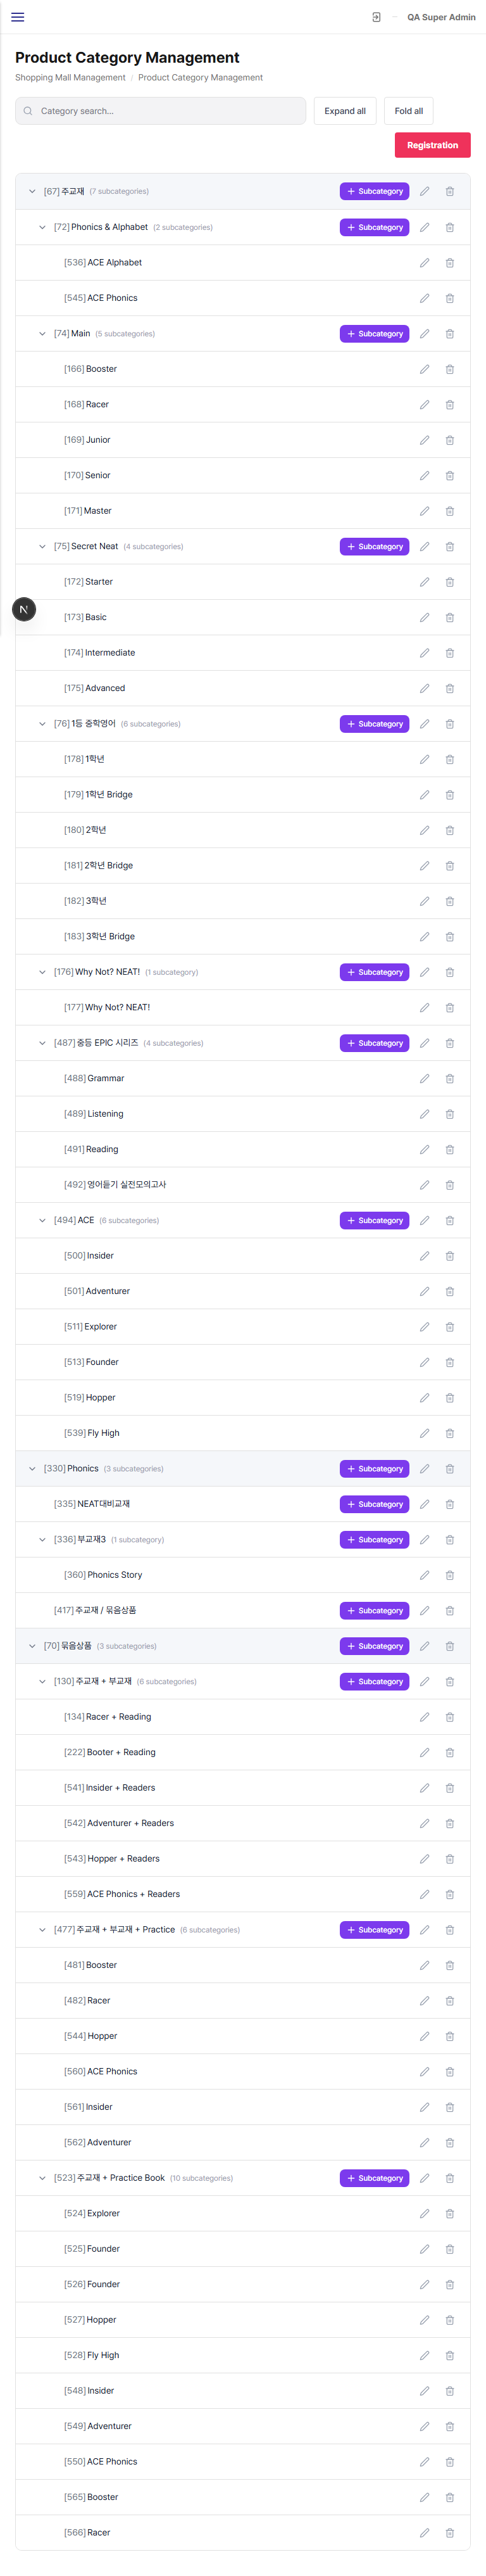 QA Super Admin
Product Category Management
Shopping Mall Management / Product Category Management
Category search...
Expand all
Fold all
Registration
[67] 주교재 (7 subcategories) + Subcategory
[72] Phonics & Alphabet (2 subcategories) + Subcategory
[536] ACE Alphabet
[545] ACE Phonics
[74] Main (5 subcategories) + Subcategory
[166] Booster
[168] Racer
[169] Junior
[170] Senior
[171] Master
[75] Secret Neat (4 subcategories) + Subcategory
[172] Starter
N
[173] Basic
[174] Intermediate
[175] Advanced
[76] 1등 중학영어 (6 subcategories) + Subcategory
[178] 1학년
[179] 1학년 Bridge
[180] 2학년
[181] 2학년 Bridge
[182] 3학년
[183] 3학년 Bridge
[176] Why Not? NEAT! (1 subcategory) + Subcategory
[177] Why Not? NEAT!
[487] 중등 EPIC 시리즈 (4 subcategories) + Subcategory
[488] Grammar
[489] Listening
[491] Reading
[492] 영어듣기 실전모의고사
[494] ACE (6 subcategories) + Subcategory
[500] Insider
[501] Adventurer
[511] Explorer
[513] Founder
[519] Hopper
[539] Fly High
[330] Phonics (3 subcategories) + Subcategory
[335] NEAT대비교재 + Subcategory
[336] 부교재3 (1 subcategory) + Subcategory
[360] Phonics Story
[417] 주교재 / 묶음상품 + Subcategory
[70] 묶음상품 (3 subcategories) + Subcategory
[130] 주교재 + 부교재 (6 subcategories) + Subcategory
[134] Racer + Reading
[222] Booter + Reading
[541] Insider + Readers
[542] Adventurer + Readers
[543] Hopper + Readers
[559] ACE Phonics + Readers
[477] 주교재 + 부교재 + Practice (6 subcategories) + Subcategory
[481] Booster
[482] Racer
[544] Hopper
[560] ACE Phonics
[561] Insider
[562] Adventurer
[523] 주교재 + Practice Book (10 subcategories) + Subcategory
[524] Explorer
[525] Founder
[526] Founder
[527] Hopper
[528] Fly High
[548] Insider
[549] Adventurer
[550] ACE Phonics
[565] Booster
[566] Racer